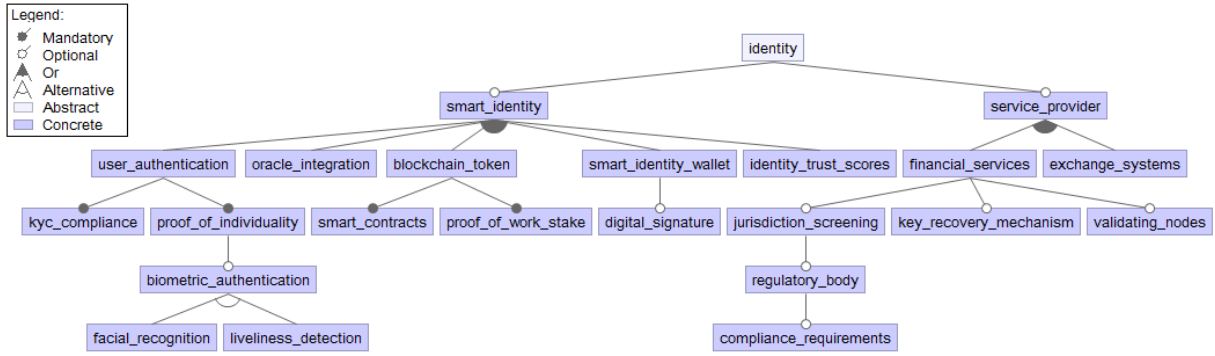 Legend:
Mandatory
Optional
Or
Alternative
Abstract
Concrete
identity
smart_identity
service_provider
user_authentication
oracle_integration
blockchain_token
smart_identity_wallet
identity_trust_scores
financial_services
exchange_systems
kyc_compliance
proof_of_individuality
smart_contracts
proof_of_work_stake
digital_signature
jurisdiction_screening
key_recovery_mechanism
validating_nodes
biometric_authentication
regulatory_body
facial_recognition
liveliness_detection
compliance_requirements